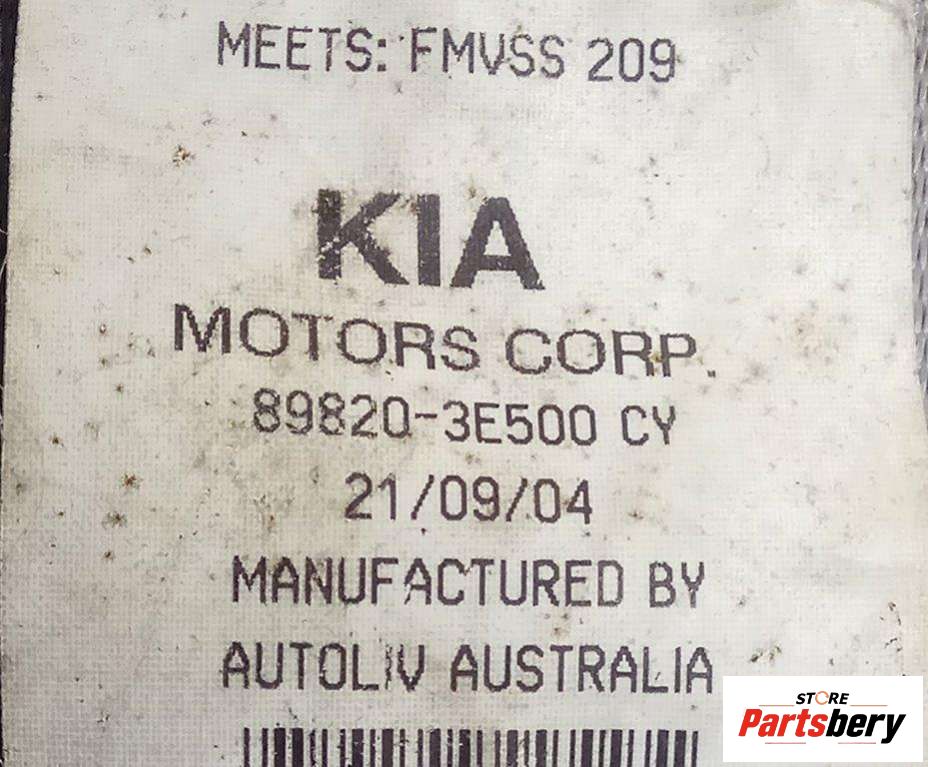 MEETS: FMVSS 209
KIA
MOTORS CORP.
89820-3E500 CY
21/09/04
MANUFACTURED BY
AUTOLIV AUSTRALIA
STORE
Partsbery